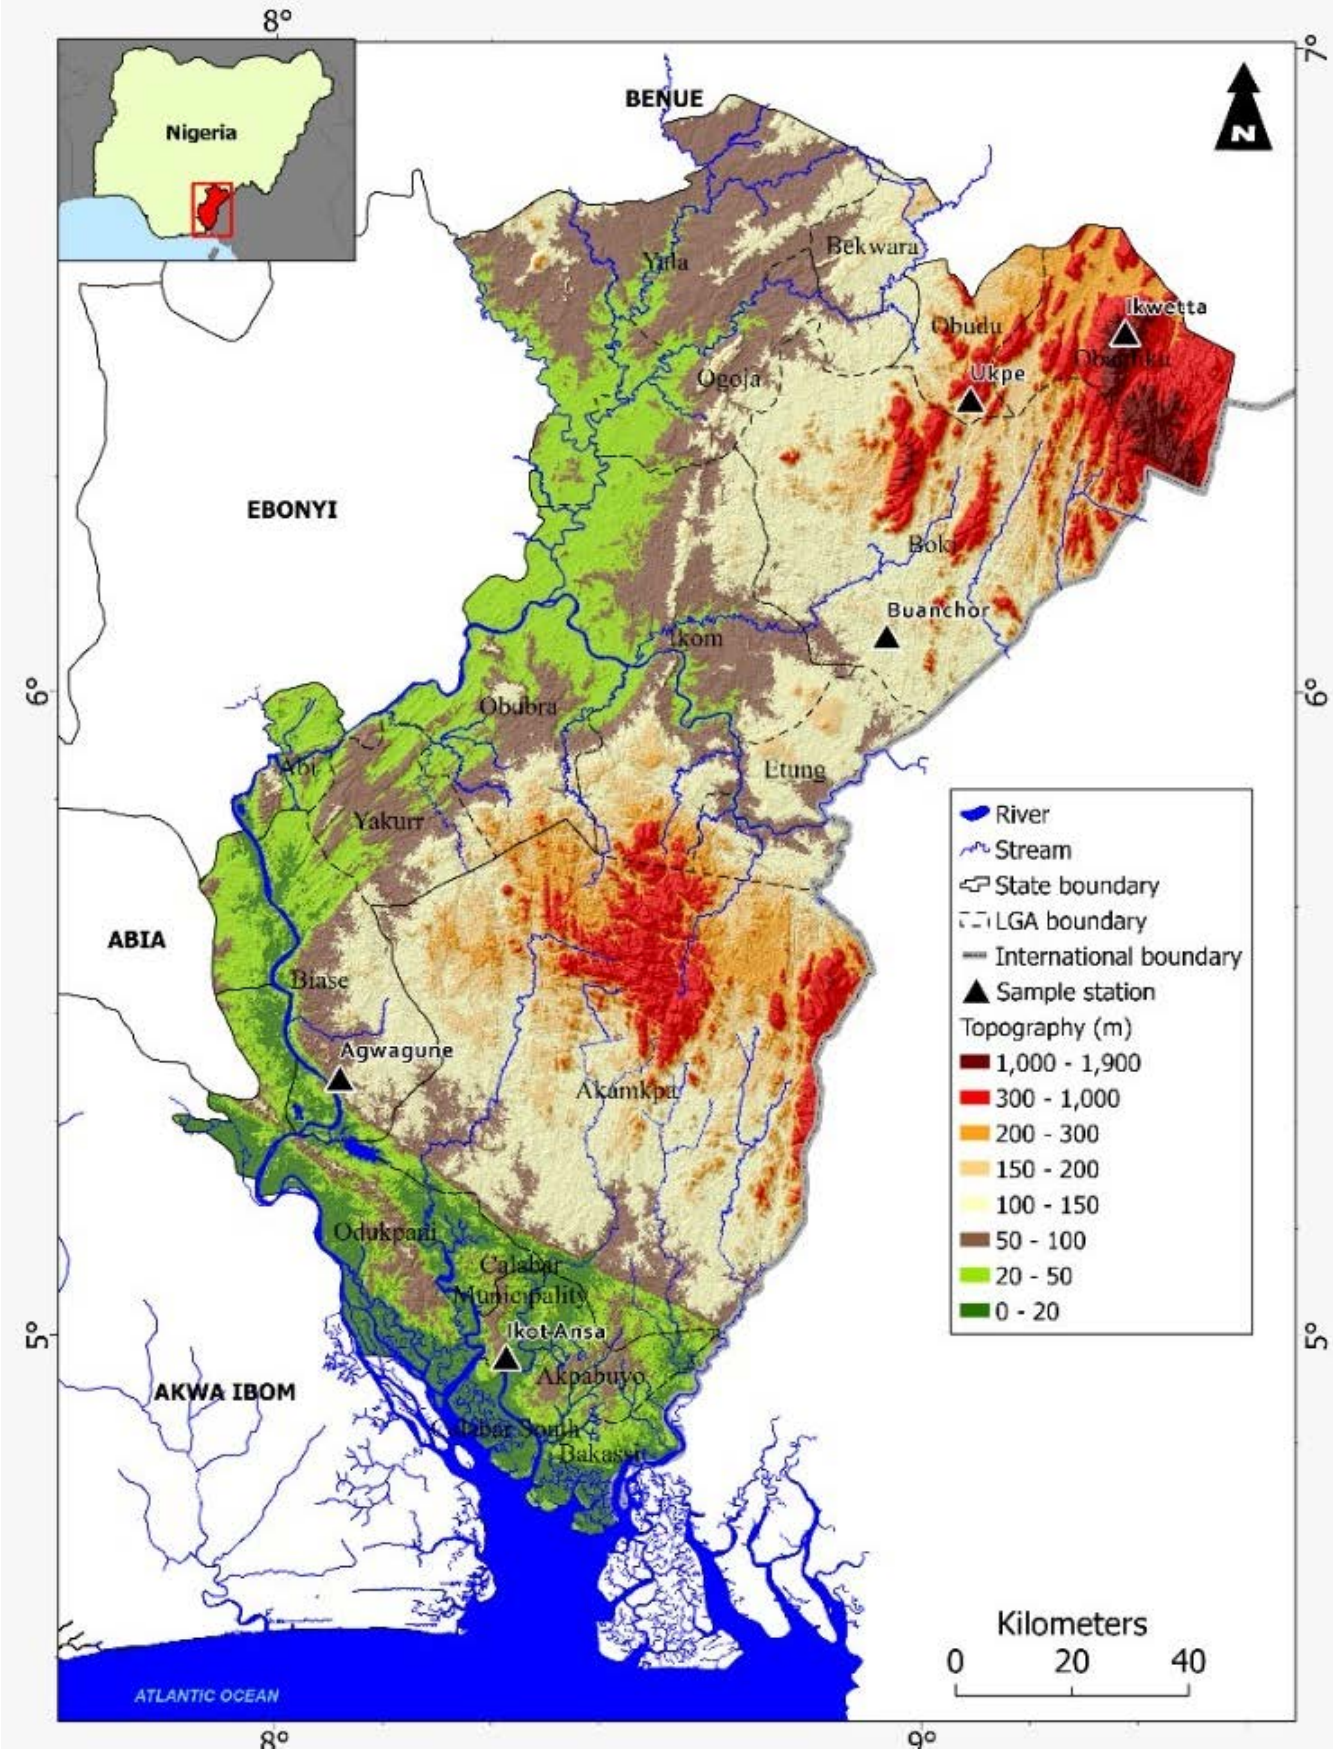 8°
7°
Nigeria
BENUE
N
Yala
Bekwara
Ikwetta
Obudu
Obanliku
Ukpe
Ogoja
EBONYI
Boki
Buanchor
Ikom
6°
6°
Obubra
Abi
Etung
Yakurr
River
Stream
State boundary
LGA boundary
International boundary
Sample station
Topography (m)
1,000 - 1,900
300 - 1,000
200 - 300
150 - 200
100 - 150
50 - 100
20 - 50
0 - 20
ABIA
Biase
Agwagune
Akamkpa
Odukpani
Calabar
Municipality
Ikot Ansa
5°
5°
Akpabuyo
AKWA IBOM
Calabar South
Bakassi
Kilometers
0 20 40
ATLANTIC OCEAN
8°
9°